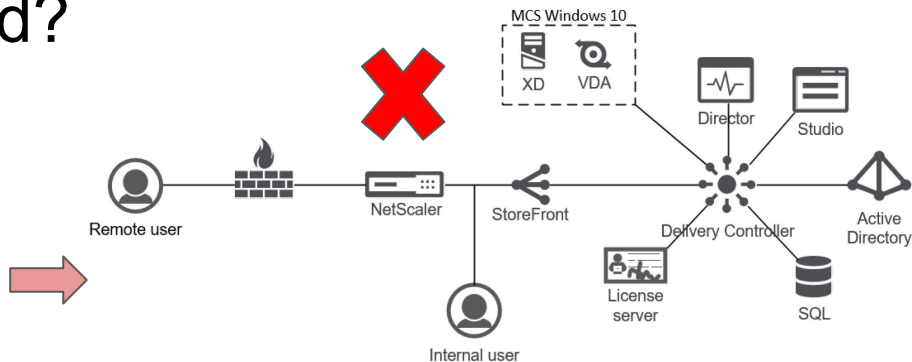 d?
MCS Windows 10
XD
VDA
Director
Studio
Remote user
NetScaler
StoreFront
Delivery Controller
Active
Directory
License
server
SQL
Internal user